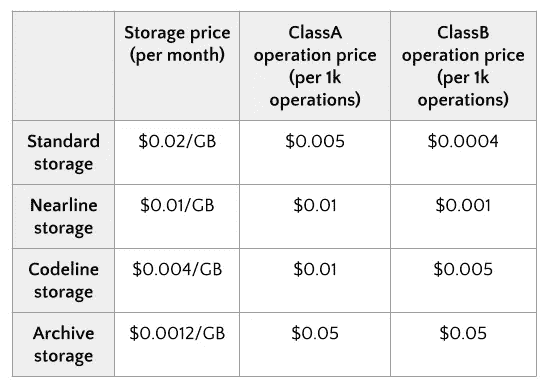 Storage price
(per month)
ClassA
operation price
(per 1k
operations)
ClassB
operation price
(per 1k
operations)
Standard
storage
$0.02/GB
$0.005
$0.0004
Nearline
storage
$0.01/GB
$0.01
$0.001
Codeline
storage
$0.004/GB
$0.01
$0.005
Archive
storage
$0.0012/GB
$0.05
$0.05